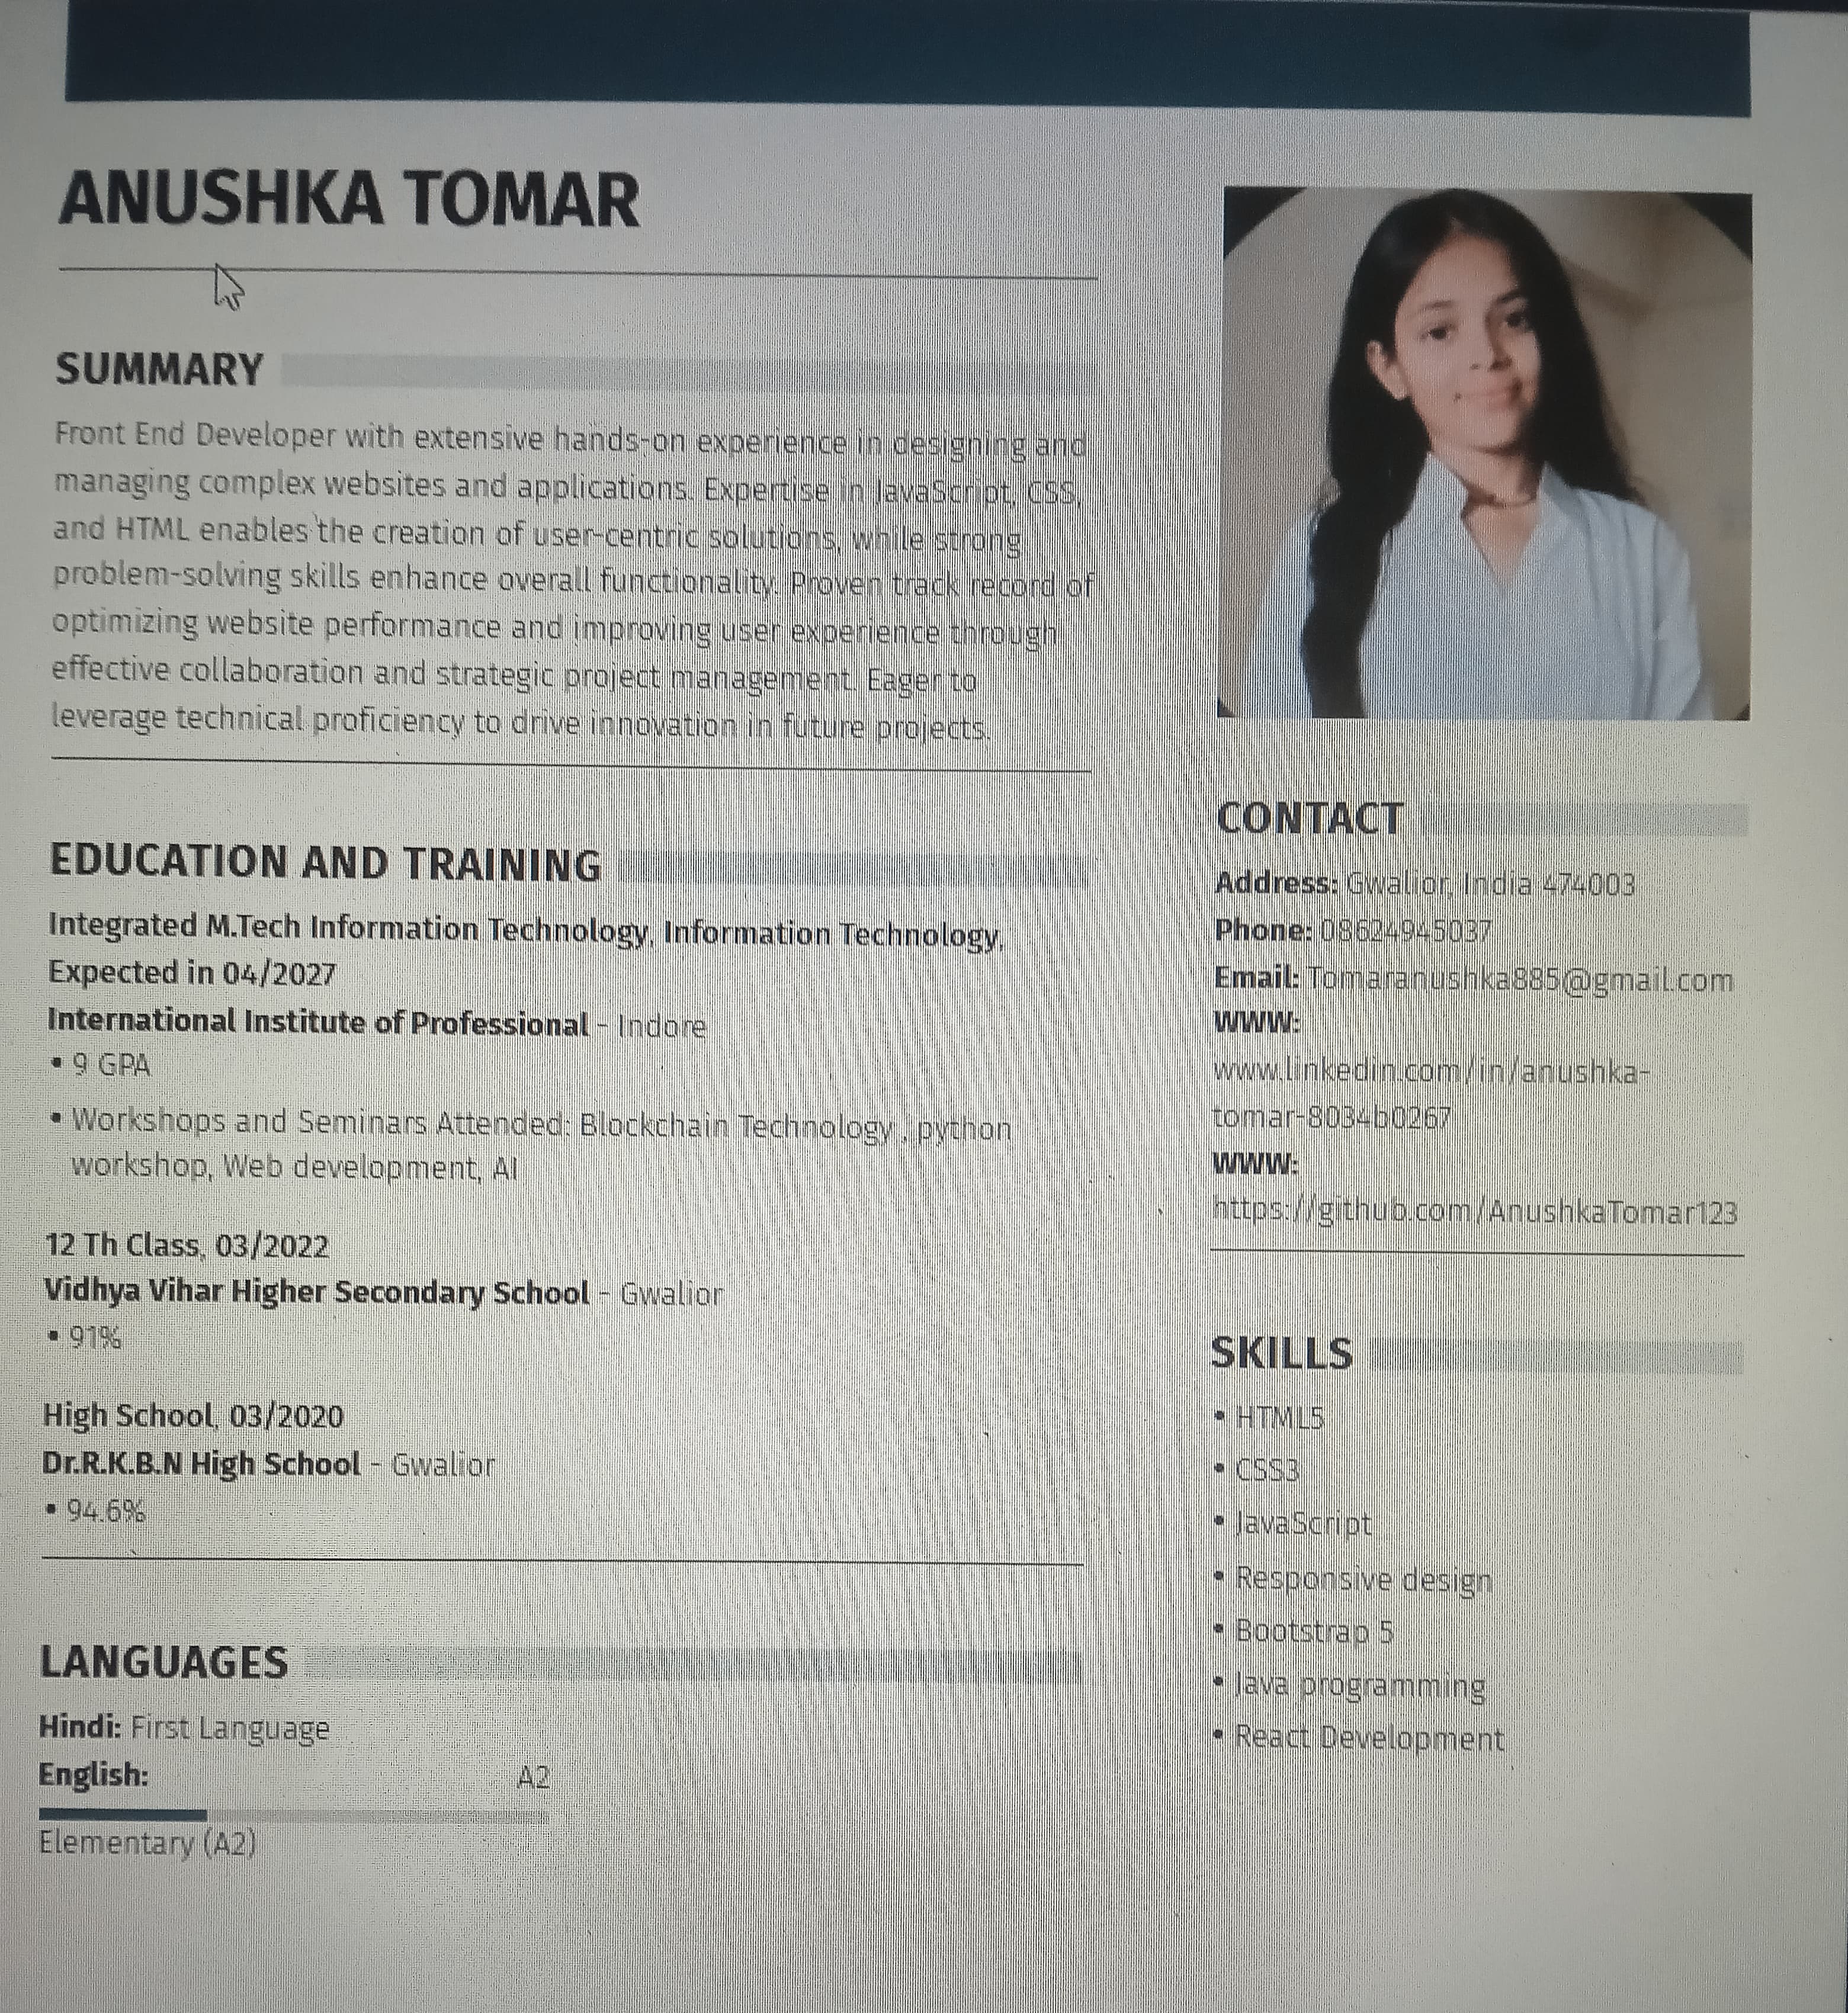 ANUSHKA TOMAR
SUMMARY
Front End Developer with extensive hands-on experience in designing and
managing complex websites and applications. Expertise in JavaScript, CSS,
and HTML enables the creation of user-centric solutions, while strong
problem-solving skills enhance overall functionality. Proven track record of
optimizing website performance and improving user experience through
effective collaboration and strategic project management. Eager to
leverage technical proficiency to drive innovation in future projects.
EDUCATION AND TRAINING
Integrated M.Tech Information Technology, Information Technology,
Expected in 04/2027
International Institute of Professional - Indore
• 9 GPA
• Workshops and Seminars Attended: Blockchain Technology , python
workshop, Web development, AI
12 Th Class, 03/2022
Vidhya Vihar Higher Secondary School - Gwalior
• 91%
High School, 03/2020
Dr.R.K.B.N High School - Gwalior
• 94.6%
LANGUAGES
Hindi: First Language
English: A2
Elementary (A2)
CONTACT
Address: Gwalior, India 474003
Phone: 08624945037
Email: Tomaranushka885@gmail.com
WWW:
www.linkedin.com/in/anushka-
tomar-8034b0267
WWW:
https://github.com/AnushkaTomar123
SKILLS
• HTML5
• CSS3
• JavaScript
• Responsive design
• Bootstrap 5
• Java programming
• React Development